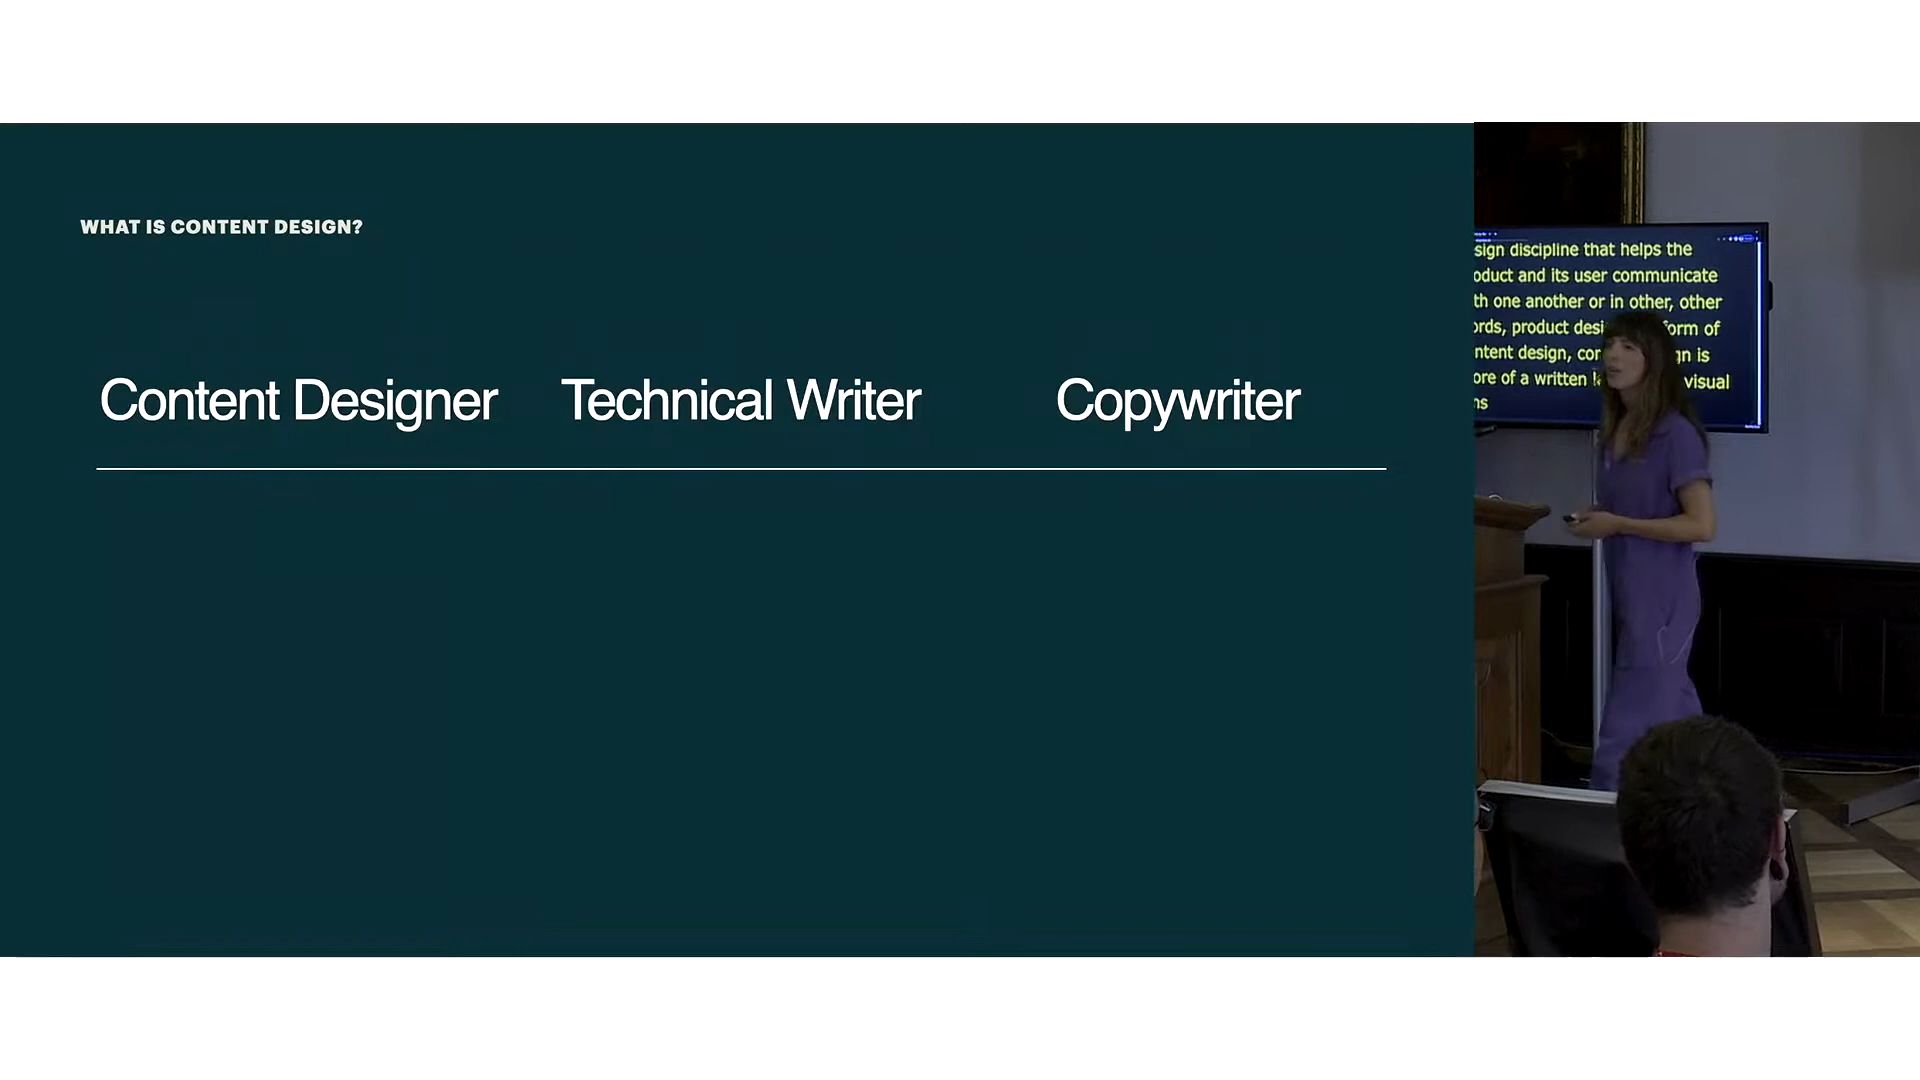 WHAT IS CONTENT DESIGN?
Content Designer Technical Writer Copywriter
sign discipline that helps the
oduct and its user communicate
th one another or in other, other
ords, product desi form of
ntent design, con gn is
ore of a written visual
ns